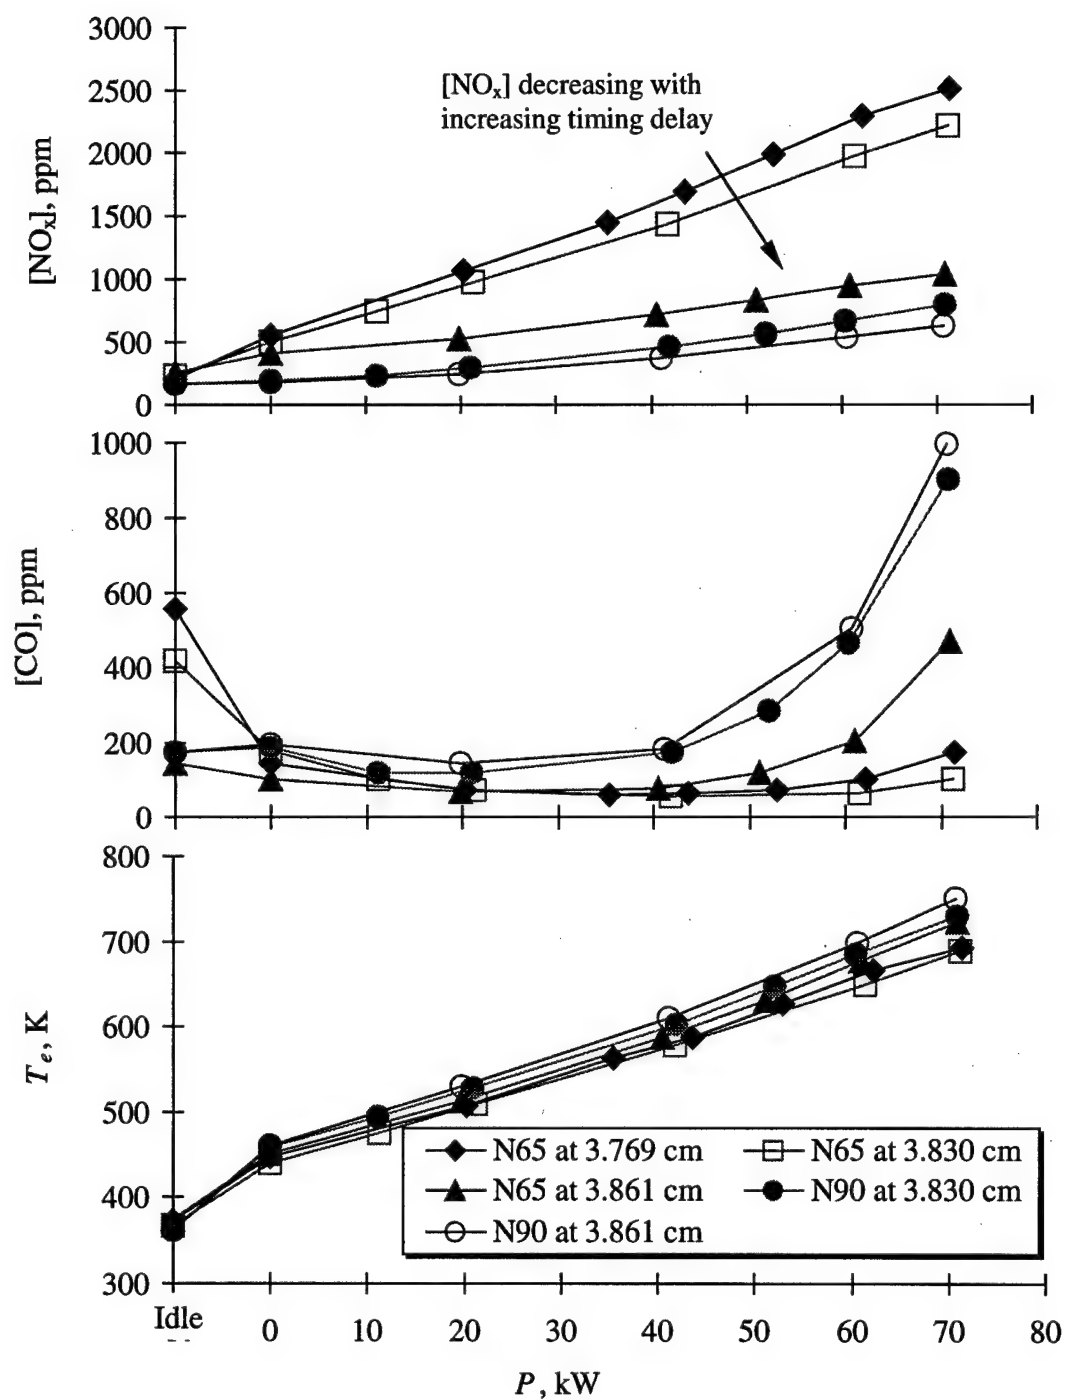 3000
2500
2000
1500
1000
500
0
[NOx], ppm
[NOx] decreasing with
increasing timing delay
1000
800
600
400
200
0
[CO], ppm
800
700
600
500
400
300
Te, K
N65 at 3.769 cm N65 at 3.830 cm
N65 at 3.861 cm N90 at 3.830 cm
N90 at 3.861 cm
Idle 0 10 20 30 40 50 60 70 80
P, kW